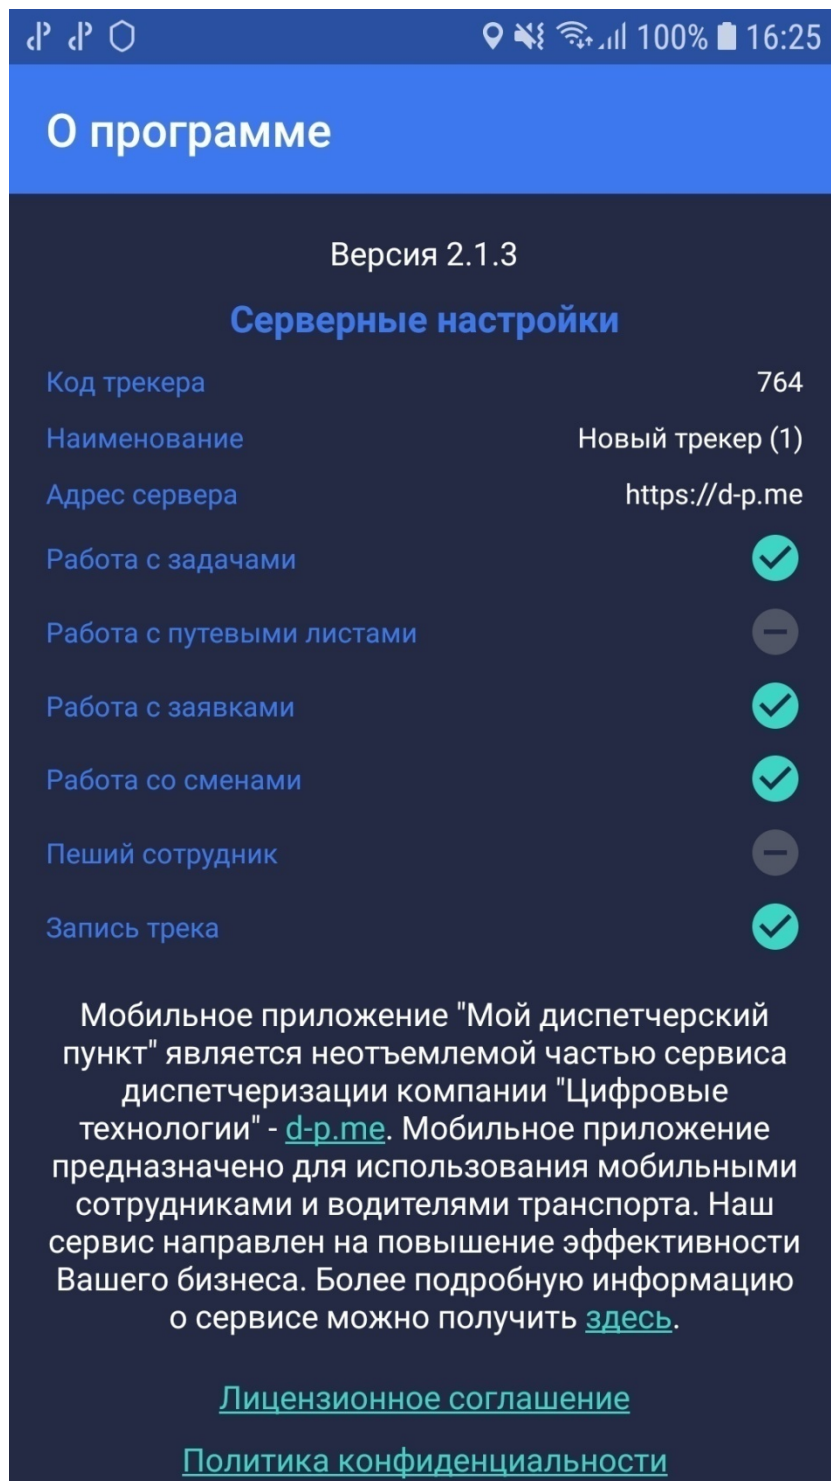 100% 16:25
О программе
Версия 2.1.3
Серверные настройки
Код трекера 764
Наименование Новый трекер (1)
Адрес сервера https://d-p.me
Работа с задачами
Работа с путевыми листами
Работа с заявками
Работа со сменами
Пеший сотрудник
Запись трека
Мобильное приложение "Мой диспетчерский
пункт" является неотъемлемой частью сервиса
диспетчеризации компании "Цифровые
технологии" - d-p.me. Мобильное приложение
предназначено для использования мобильными
сотрудниками и водителями транспорта. Наш
сервис направлен на повышение эффективности
Вашего бизнеса. Более подробную информацию
о сервисе можно получить здесь.
Лицензионное соглашение
Политика конфиденциальности